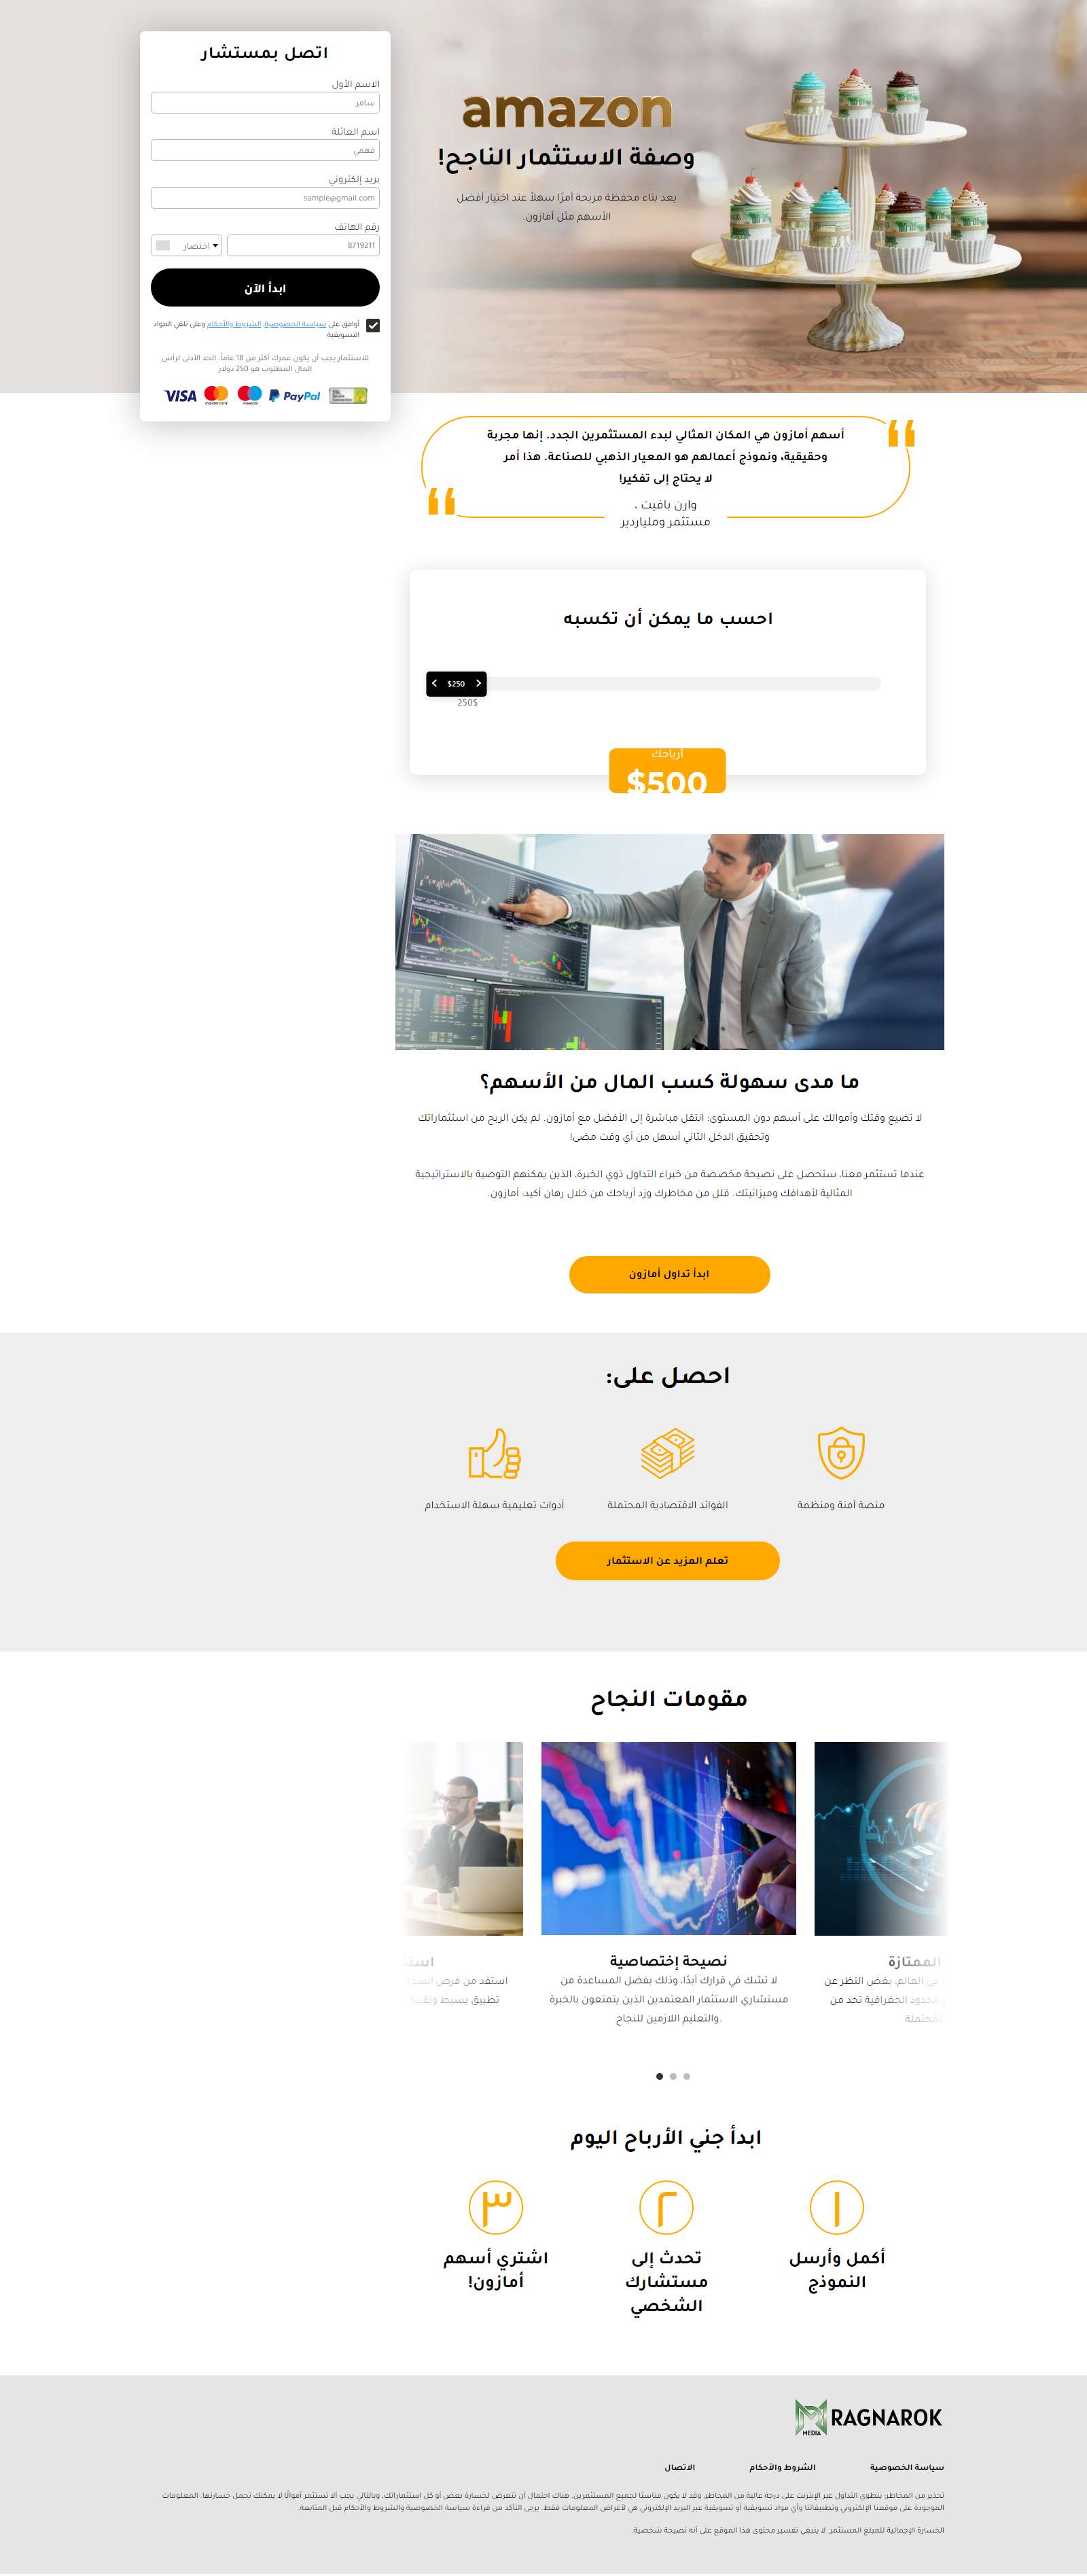 amazon
وصفة الاستثمار الناجح!
يعد بناء محفظة مربحة أمرًا سهلاً عند اختيار أفضل
الأسهم مثل أمازون.
اتصل بمستشار
الاسم الأول
سامر
اسم العائلة
فهمي
بريد إلكتروني
sample@gmail.com
رقم الهاتف
8719211
اختصار
ابدأ الآن
أوافق على سياسة الخصوصية، الشروط والأحكام وعلى تلقي المواد
التسويقية
للاستثمار يجب أن يكون عمرك أكثر من 18 عاماً. الحد الأدنى لرأس
المال المطلوب هو 250 دولار
VISA PayPal
أسهم أمازون هي المكان المثالي لبدء المستثمرين الجدد. إنها مجربة
وحقيقية، ونموذج أعمالهم هو المعيار الذهبي للصناعة. هذا أمر
لا يحتاج إلى تفكير!
وارن بافيت ،
مستثمر وملياردير
احسب ما يمكن أن تكسبه
$250
250$
أرباحك
$500
ما مدى سهولة كسب المال من الأسهم؟
لا تضيع وقتك وأموالك على أسهم دون المستوى: انتقل مباشرة إلى الأفضل مع أمازون. لم يكن الربح من استثماراتك
وتحقيق الدخل الثاني أسهل من أي وقت مضى!
عندما تستثمر معنا، ستحصل على نصيحة مخصصة من خبراء التداول ذوي الخبرة، الذين يمكنهم التوصية بالاستراتيجية
المثالية لأهدافك وميزانيتك. قلل من مخاطرك وزد أرباحك من خلال رهان أكيد: أمازون.
ابدأ تداول أمازون
احصل على:
منصة آمنة ومنظمة
الفوائد الاقتصادية المحتملة
أدوات تعليمية سهلة الاستخدام
تعلم المزيد عن الاستثمار
مقومات النجاح
الممتازة
في العالم، بغض النظر عن
الحدود الجغرافية تحد من
المحتملة
نصيحة إختصاصية
لا تشك في قرارك أبدًا، وذلك بفضل المساعدة من
مستشاري الاستثمار المعتمدين الذين يتمتعون بالخبرة
والتعليم اللازمين للنجاح.
استفد من فرص السوق
تطبيق بسيط
ابدأ جني الأرباح اليوم
١
أكمل وأرسل
النموذج
٢
تحدث إلى
مستشارك
الشخصي
٣
اشتري أسهم
أمازون!
RAGNAROK
MEDIA
سياسة الخصوصية
الشروط والأحكام
الاتصال
تحذير من المخاطر: ينطوي التداول عبر الإنترنت على درجة عالية من المخاطر، وقد لا يكون مناسبًا لجميع المستثمرين. هناك احتمال أن تتعرض لخسارة بعض أو كل استثماراتك، وبالتالي يجب ألا تستثمر أموالًا لا يمكنك تحمل خسارتها. المعلومات
الموجودة على موقعنا الإلكتروني وتطبيقاتنا وأي مواد تسويقية أو تسويقية عبر البريد الإلكتروني هي لأغراض المعلومات فقط. يرجى التأكد من قراءة سياسة الخصوصية والشروط والأحكام قبل المتابعة.
الخسارة الإجمالية للمبلغ المستثمر. لا ينبغي تفسير محتوى هذا الموقع على أنه نصيحة شخصية.